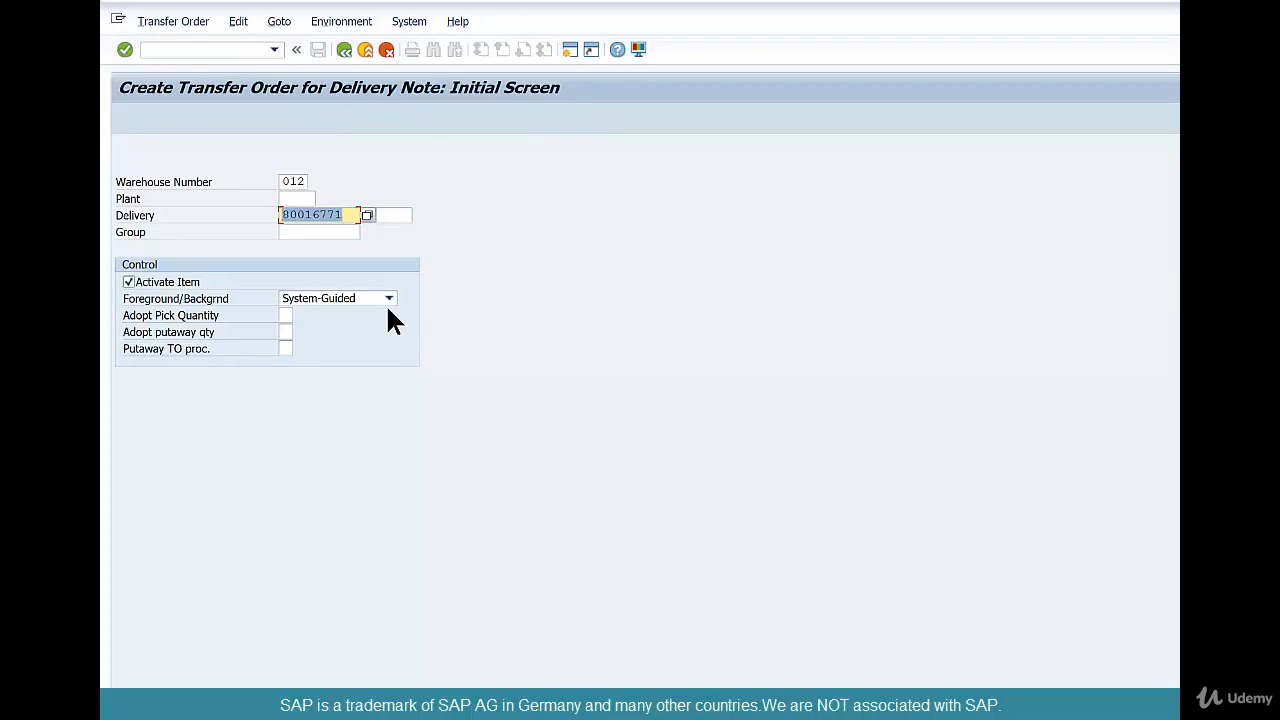 Transfer Order Edit Goto Environment System Help
Create Transfer Order for Delivery Note: Initial Screen
Warehouse Number 012
Plant
Delivery 80016771
Group
Control
Activate Item
Foreground/Backgrnd System-Guided
Adopt Pick Quantity
Adopt putaway qty
Putaway TO proc.
SAP is a trademark of SAP AG in Germany and many other countries.We are NOT associated with SAP.
Udemy